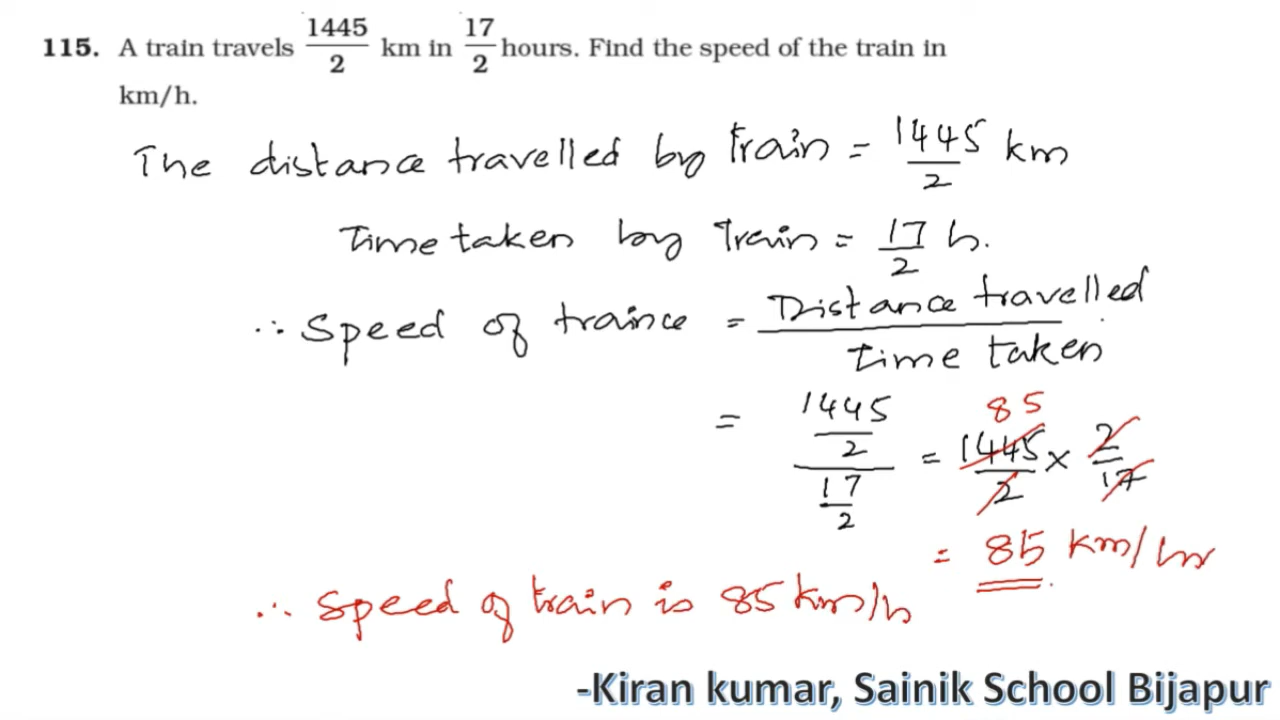 115. A train travels 1445/2 km in 17/2 hours. Find the speed of the train in
km/h.
The distance travelled by train = 1445/2 km
Time taken by train = 17/2 h.
∴ Speed of traince = Distance travelled / Time taken
= 1445/2 / 17/2 = 85 1445/2 × 2/17
= 85 km/hr
∴ Speed of train is 85 km/h
-Kiran kumar, Sainik School Bijapur